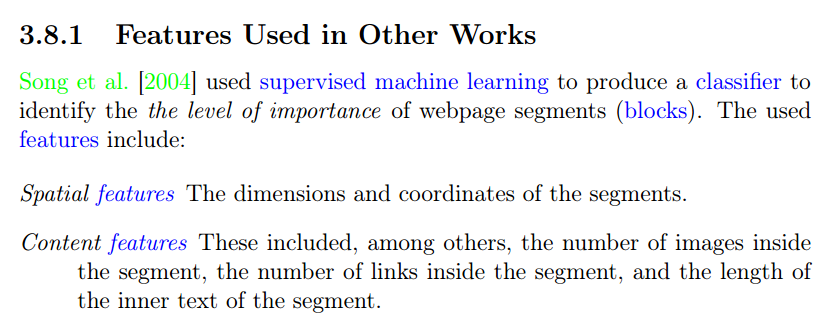 3.8.1 Features Used in Other Works
Song et al. [2004] used supervised machine learning to produce a classifier to
identify the the level of importance of webpage segments (blocks). The used
features include:
Spatial features The dimensions and coordinates of the segments.
Content features These included, among others, the number of images inside
the segment, the number of links inside the segment, and the length of
the inner text of the segment.